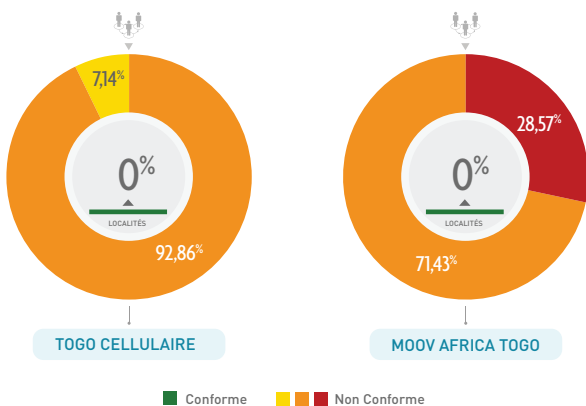 7,14%
0%
LOCALITÉS
92,86%
TOGO CELLULAIRE
28,57%
0%
LOCALITÉS
71,43%
MOOV AFRICA TOGO
Conforme
Non Conforme